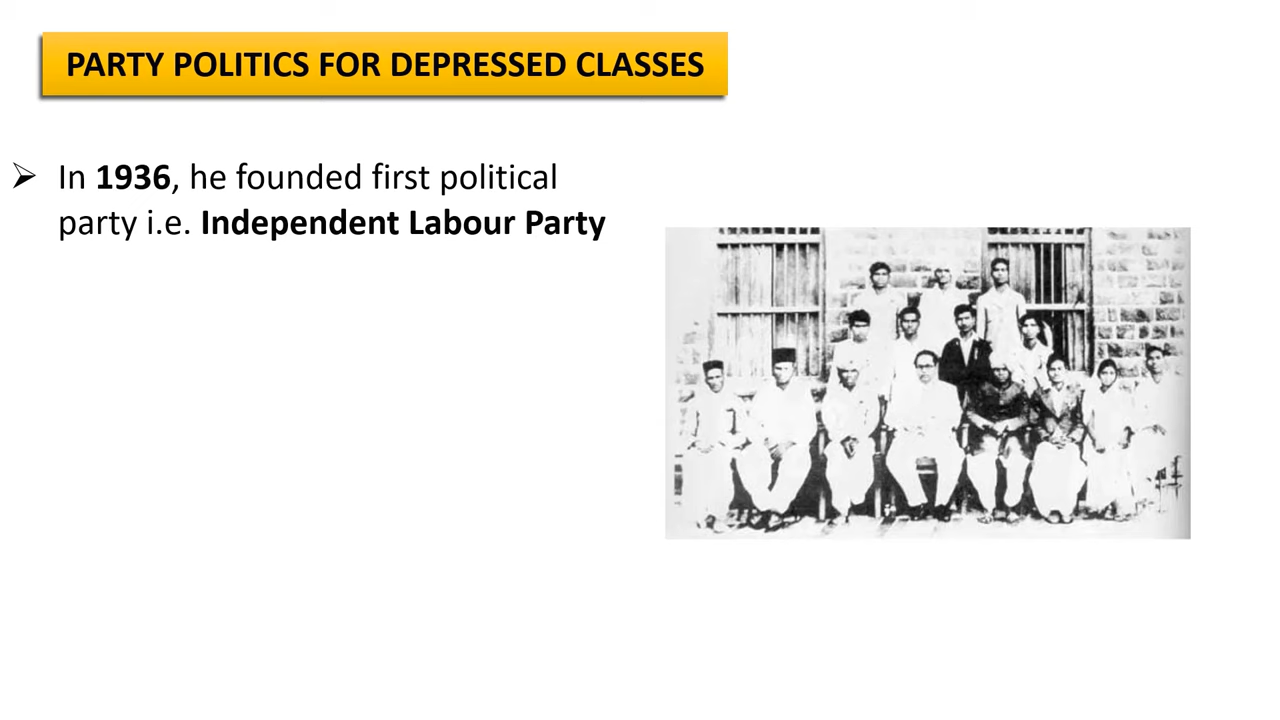 PARTY POLITICS FOR DEPRESSED CLASSES
➢ In 1936, he founded first political
party i.e. Independent Labour Party